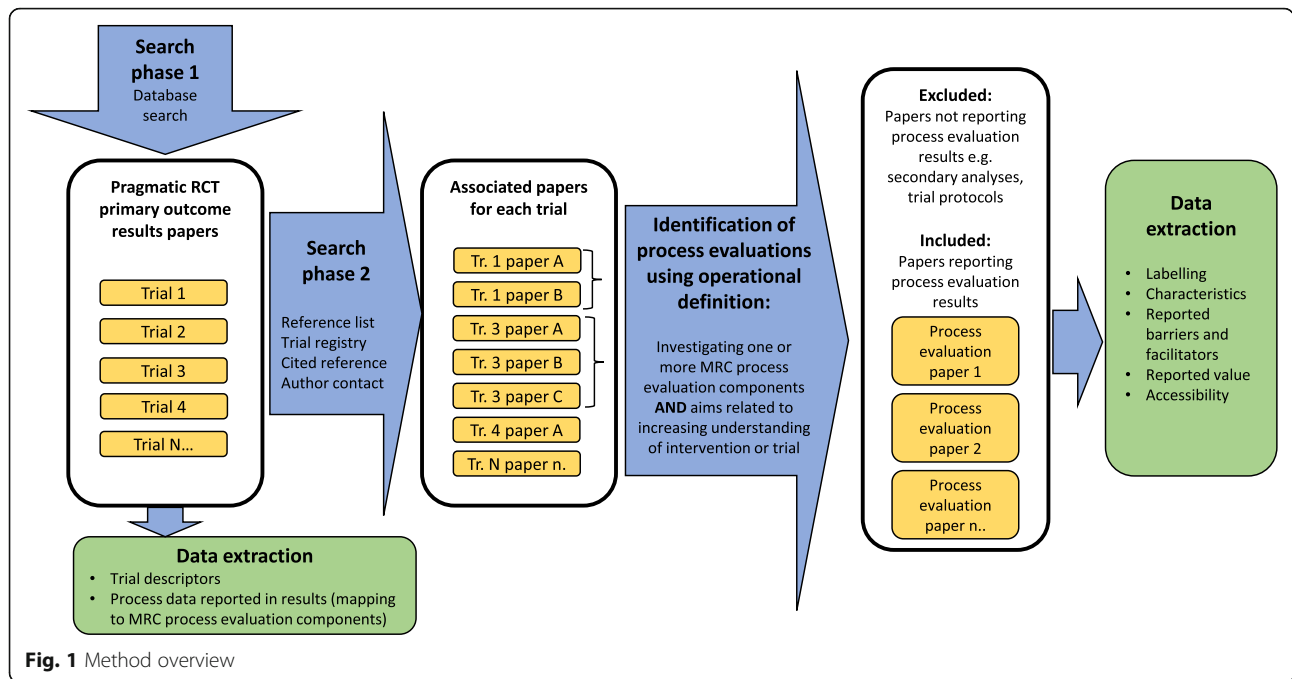 Search
phase 1
Database
search
Pragmatic RCT
primary outcome
results papers
Trial 1
Trial 2
Trial 3
Trial 4
Trial N...
Data extraction
• Trial descriptors
• Process data reported in results (mapping
to MRC process evaluation components)
Search
phase 2
Reference list
Trial registry
Cited reference
Author contact
Associated papers
for each trial
Tr. 1 paper A
Tr. 1 paper B
Tr. 3 paper A
Tr. 3 paper B
Tr. 3 paper C
Tr. 4 paper A
Tr. N paper n.
Identification of
process evaluations
using operational
definition:
Investigating one or
more MRC process
evaluation components
AND aims related to
increasing understanding
of intervention or trial
Excluded:
Papers not reporting
process evaluation
results e.g.
secondary analyses,
trial protocols
Included:
Papers reporting
process evaluation
results
Process
evaluation
paper 1
Process
evaluation
paper 2
Process
evaluation
paper n..
Data
extraction
• Labelling
• Characteristics
• Reported
barriers and
facilitators
• Reported value
• Accessibility
Fig. 1 Method overview